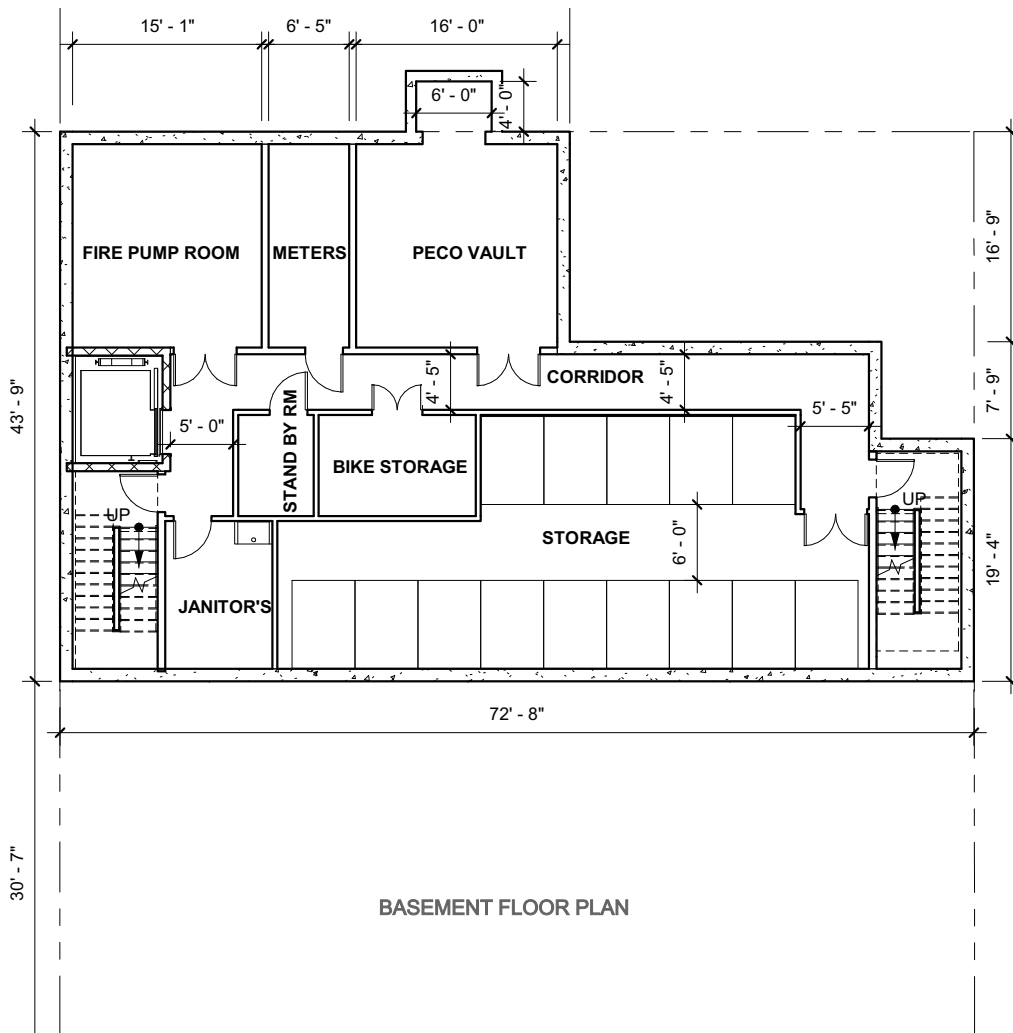 15' - 1"
6' - 5"
16' - 0"
6' - 0"
4' - 0"
16' - 9"
FIRE PUMP ROOM
METERS
PECO VAULT
CORRIDOR
7' - 9"
43' - 9"
4' - 5"
4' - 5"
5' - 0"
5' - 5"
STAND BY RM
BIKE STORAGE
UP
UP
STORAGE
6' - 0"
19' - 4"
JANITOR'S
72' - 8"
30' - 7"
BASEMENT FLOOR PLAN